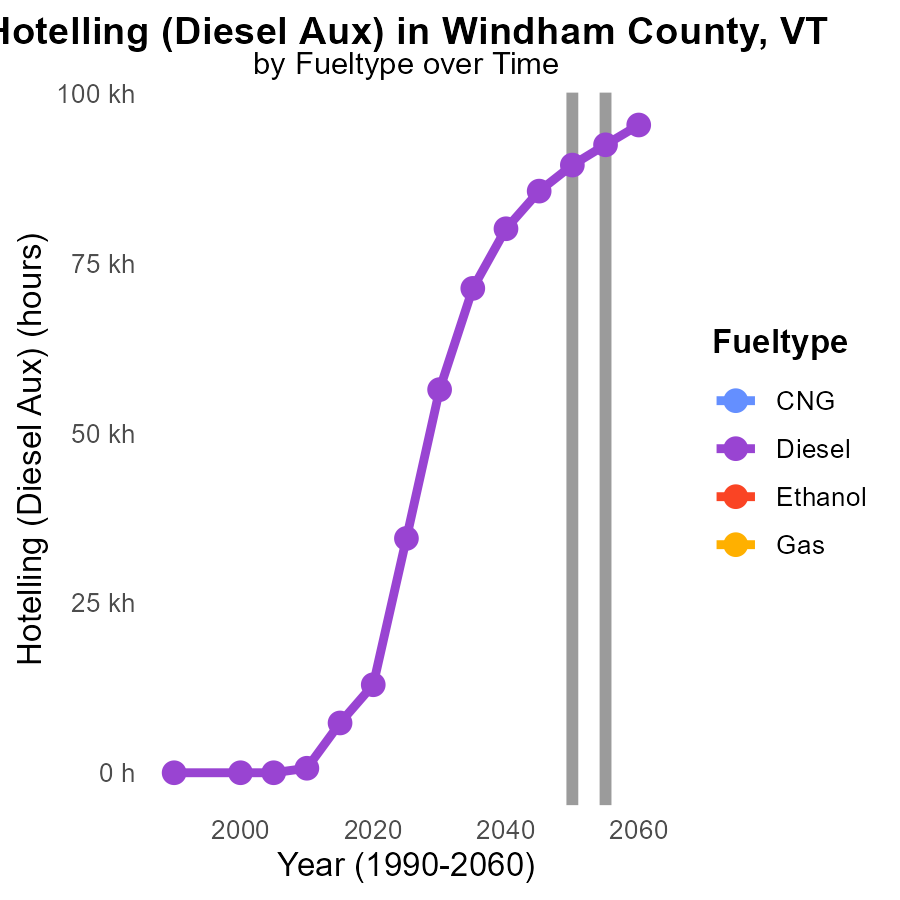 Hotelling (Diesel Aux) in Windham County, VT
by Fueltype over Time
Hotelling (Diesel Aux) (hours)
100 kh
75 kh
50 kh
25 kh
0 h
2000 2020 2040 2060
Year (1990-2060)
Fueltype
CNG
Diesel
Ethanol
Gas